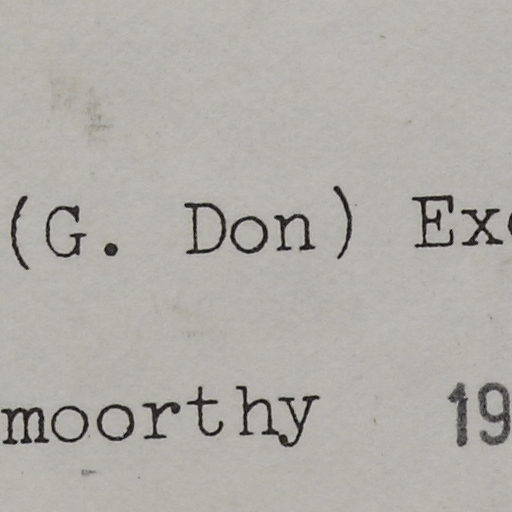 (G. Don) Ex
moorthy 19